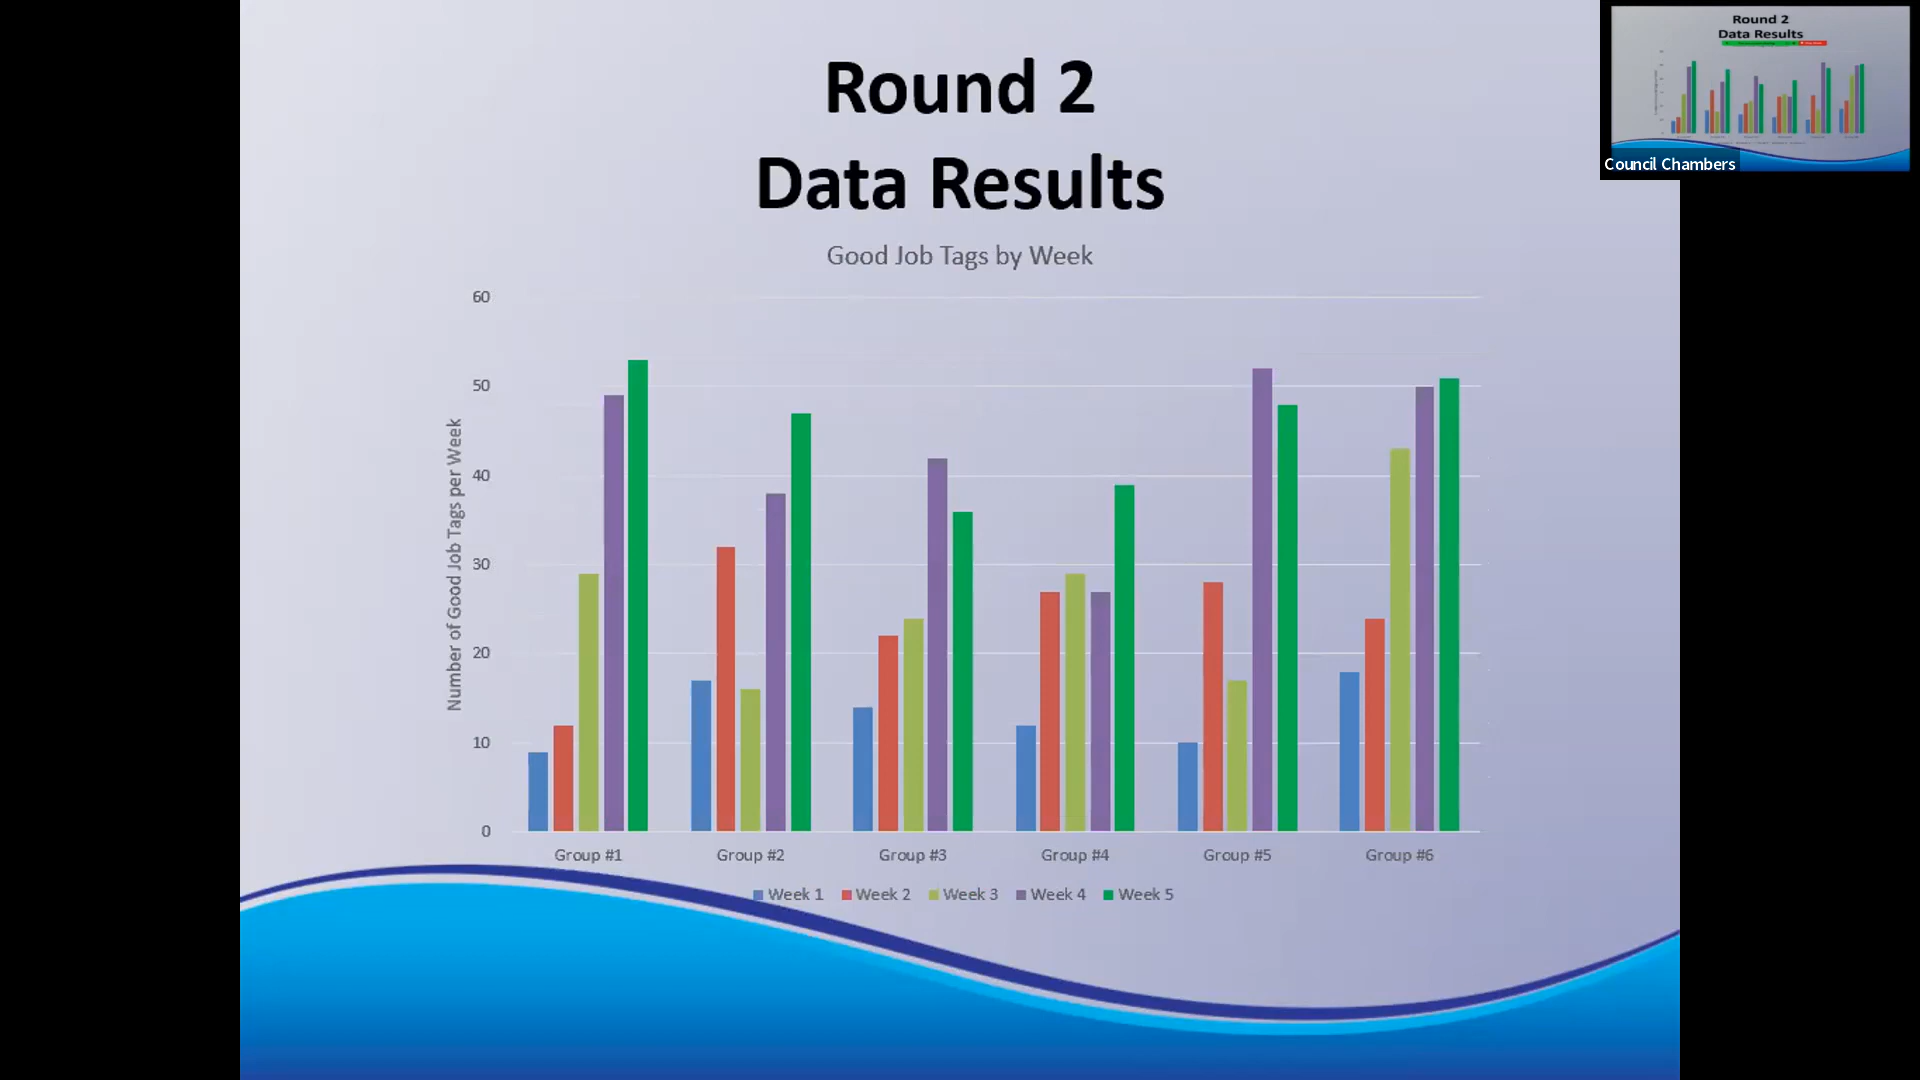 Round 2
Data Results
Good Job Tags by Week
Number of Good Job Tags per Week
60
50
40
30
20
10
0
Group #1 Group #2 Group #3 Group #4 Group #5 Group #6
Week 1 Week 2 Week 3 Week 4 Week 5
Round 2
Data Results
Council Chambers